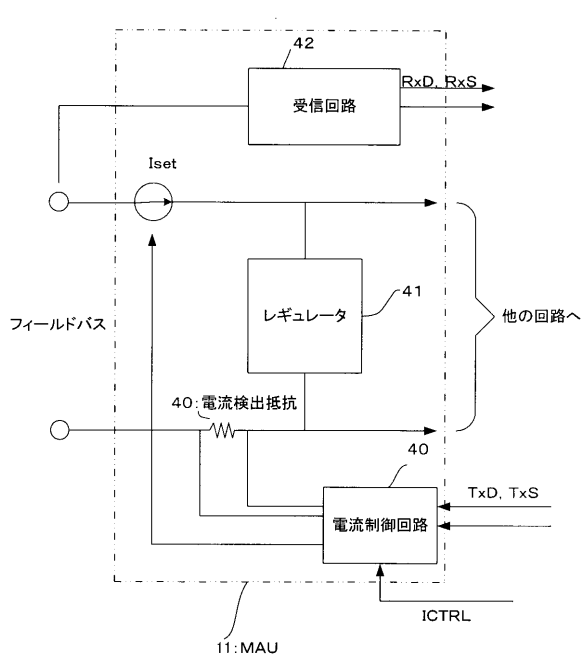 42
受信回路
RxD, RxS
Iset
レギュレータ
41
フィールドバス
他の回路へ
40:電流検出抵抗
40
電流制御回路
TxD, TxS
ICTRL
11:MAU